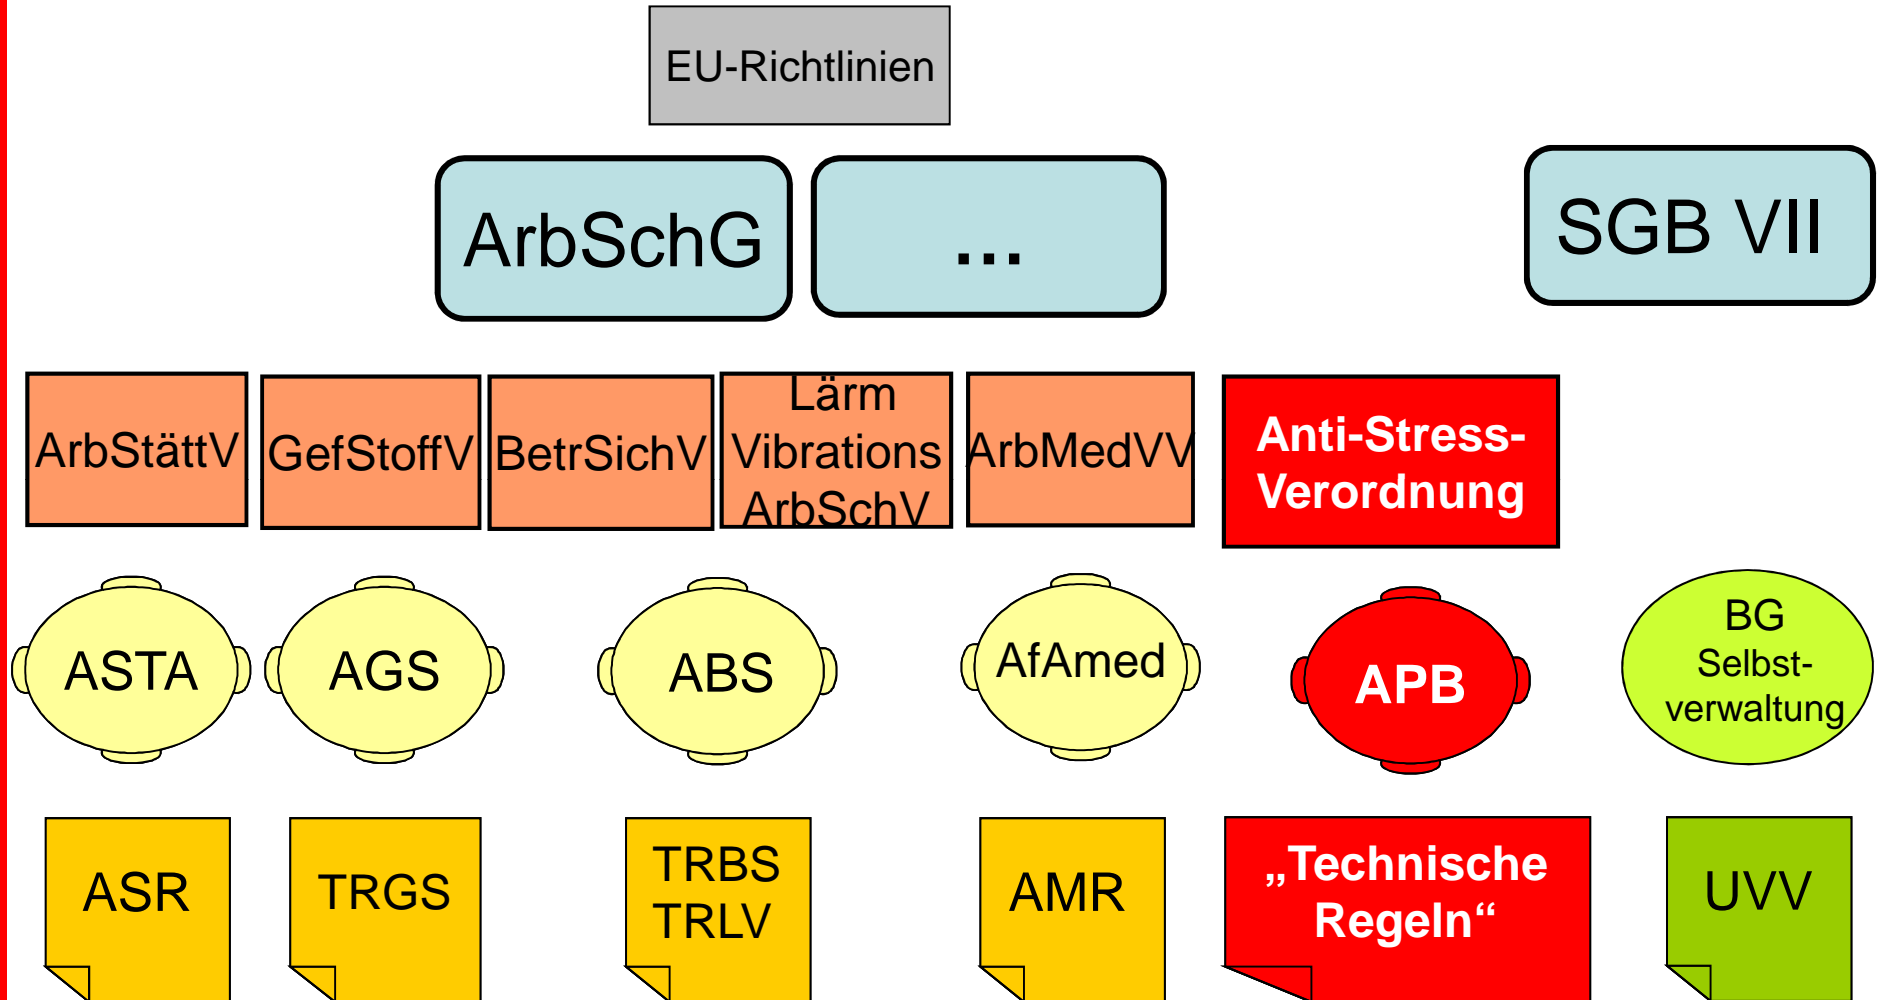 EU-Richtlinien
ArbSchG
...
SGB VII
ArbStättV
GefStoffV
BetrSichV
Lärm
Vibrations
ArbSchV
ArbMedVV
Anti-Stress-
Verordnung
ASTA
AGS
ABS
AfAmed
APB
BG
Selbst-
verwaltung
ASR
TRGS
TRBS
TRLV
AMR
„Technische
Regeln“
UVV